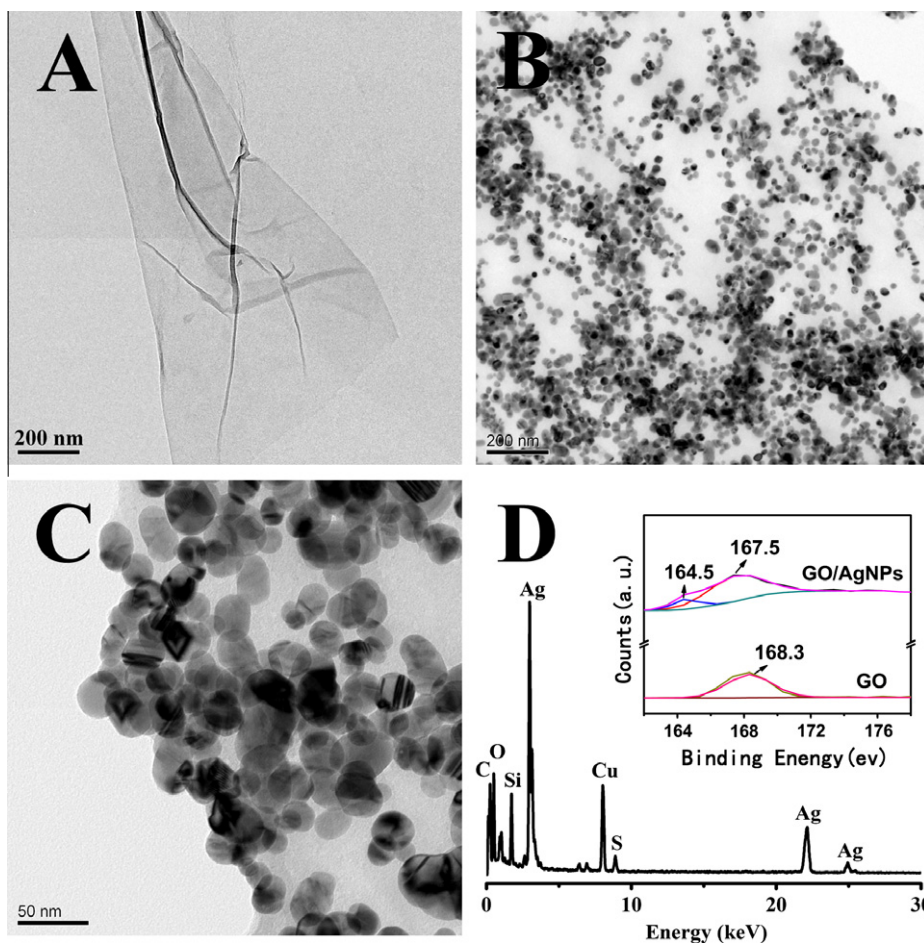 A
200 nm
B
200 nm
C
50 nm
D
Ag
C
O
Si
Cu
S
Ag
Ag
0
10
20
30
Energy (keV)
Counts(a. u.)
164.5
167.5
GO/AgNPs
168.3
GO
164
168
172
176
Binding Energy(ev)